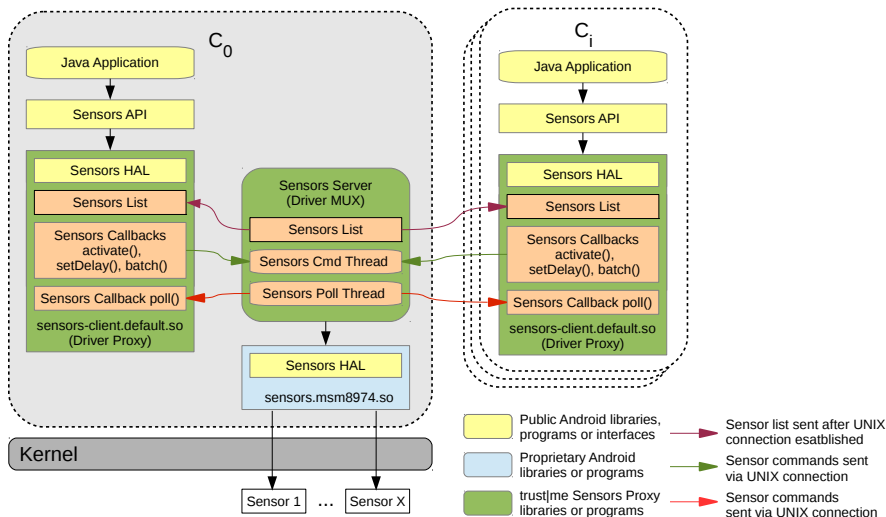 C0
Java Application
Sensors API
Sensors HAL
Sensors List
Sensors Callbacks
activate(),
setDelay(), batch()
Sensors Callback poll()
sensors-client.default.so
(Driver Proxy)
Sensors Server
(Driver MUX)
Sensors List
Sensors Cmd Thread
Sensors Poll Thread
Sensors HAL
sensors.msm8974.so
Ci
Java Application
Sensors API
Sensors HAL
Sensors List
Sensors Callbacks
activate(),
setDelay(), batch()
Sensors Callback poll()
sensors-client.default.so
(Driver Proxy)
Kernel
Sensor 1
...
Sensor X
Public Android libraries,
programs or interfaces
Proprietary Android
libraries or programs
trust|me Sensors Proxy
libraries or programs
Sensor list sent after UNIX
connection esatblished
Sensor commands sent
via UNIX connection
Sensor commands
sent via UNIX connection